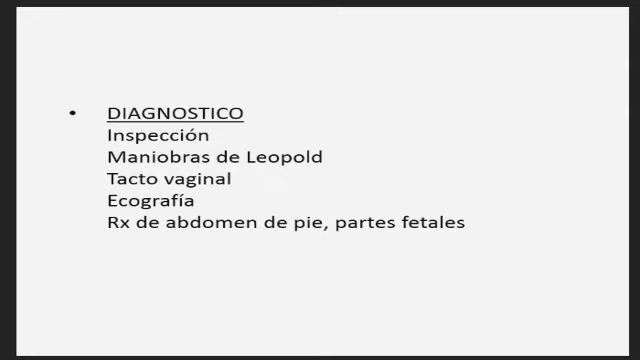 • DIAGNOSTICO
Inspección
Maniobras de Leopold
Tacto vaginal
Ecografía
Rx de abdomen de pie, partes fetales